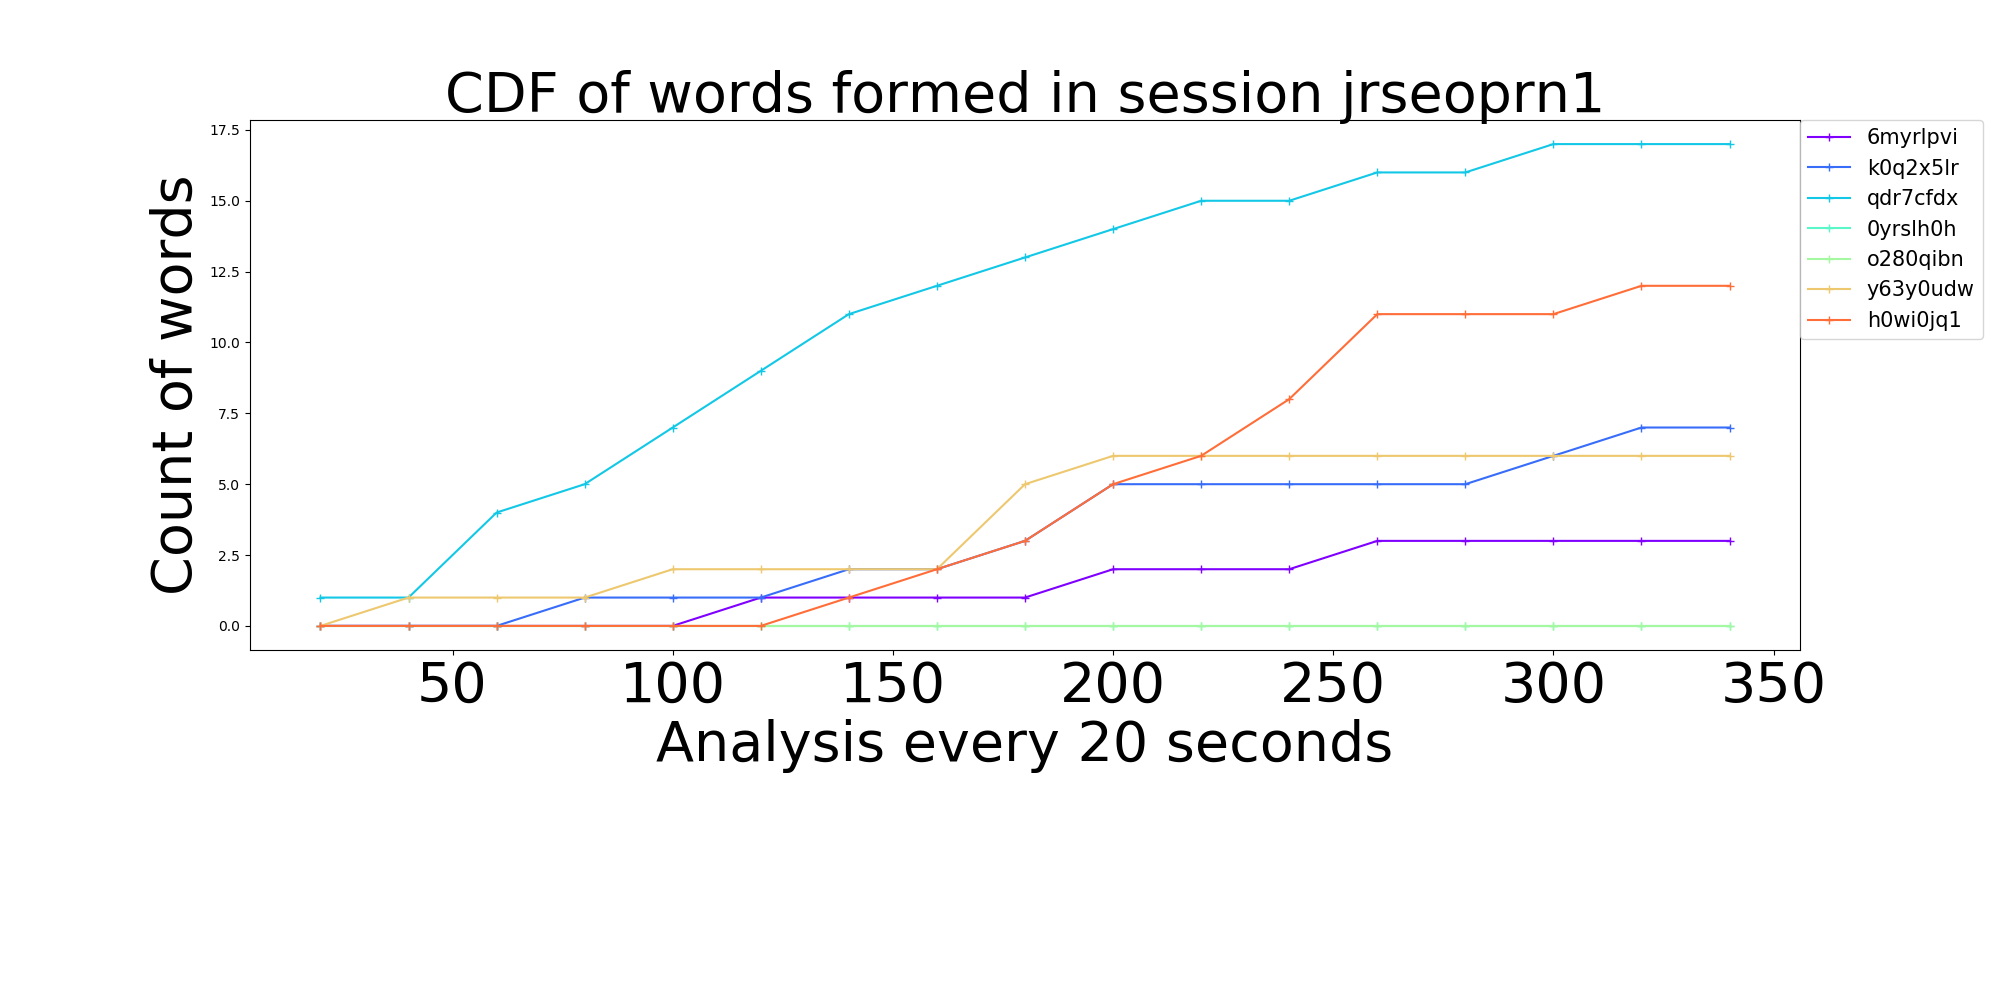 CDF of words formed in session jrseoprn1
Count of words
17.5
15.0
12.5
10.0
7.5
5.0
2.5
0.0
50 100 150 200 250 300 350
Analysis every 20 seconds
6myrlpvi
k0q2x5lr
qdr7cfdx
0yrslh0h
o280qibn
y63y0udw
h0wi0jq1